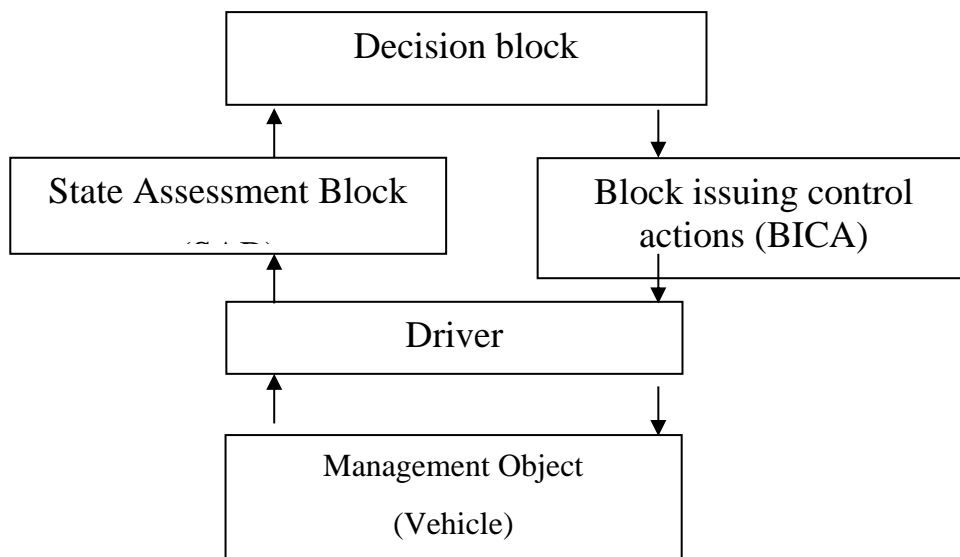 Decision block
State Assessment Block
Block issuing control
actions (BICA)
Driver
Management Object
(Vehicle)